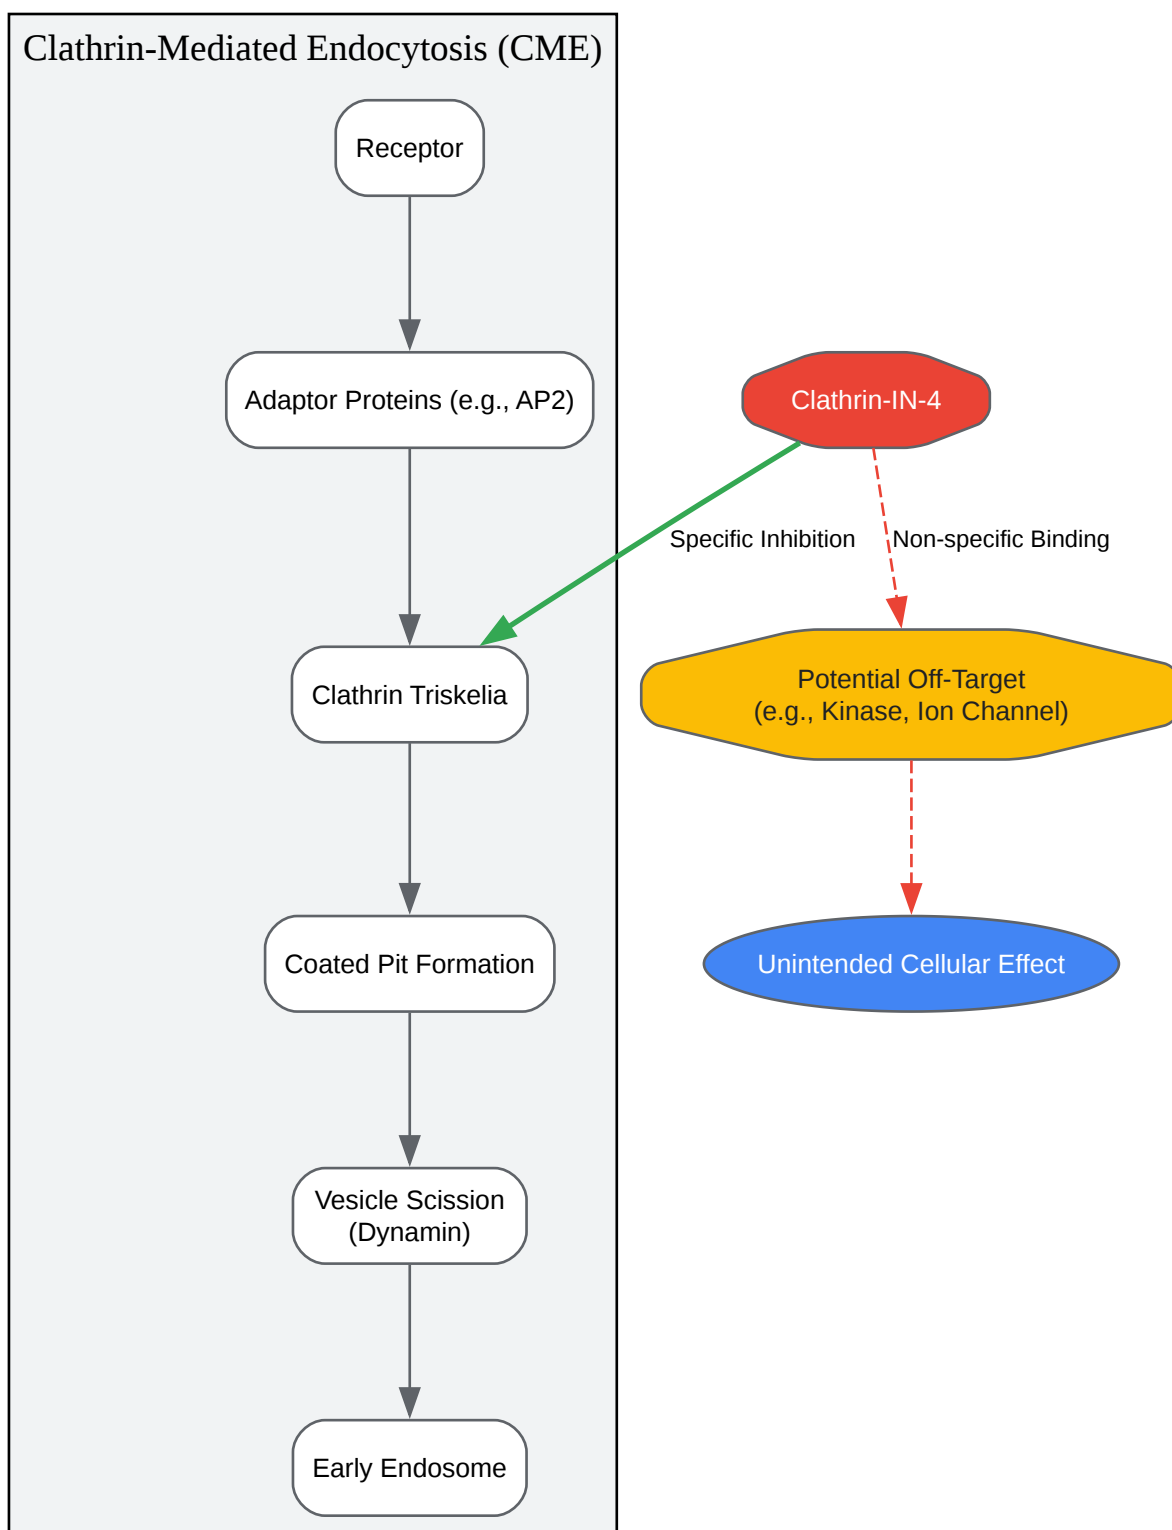 Clathrin-Mediated Endocytosis (CME)
Receptor
Adaptor Proteins (e.g., AP2)
Clathrin-IN-4
Specific Inhibition
Non-specific Binding
Clathrin Triskelia
Potential Off-Target
(e.g., Kinase, Ion Channel)
Coated Pit Formation
Unintended Cellular Effect
Vesicle Scission
(Dynamin)
Early Endosome